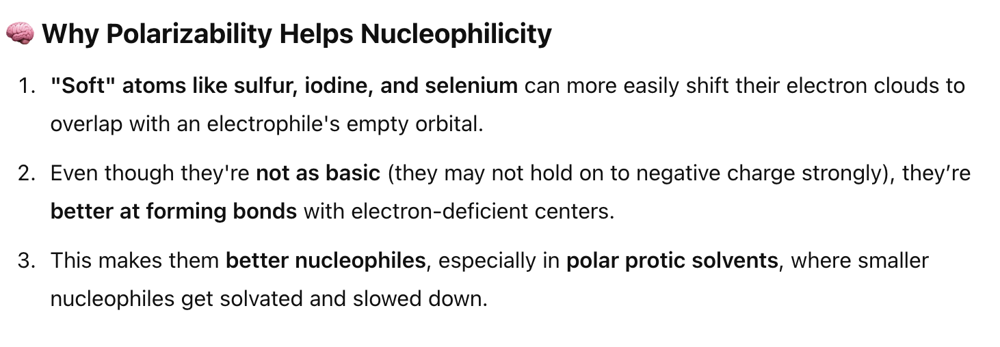 🧠 Why Polarizability Helps Nucleophilicity
1. "Soft" atoms like sulfur, iodine, and selenium can more easily shift their electron clouds to
overlap with an electrophile's empty orbital.
2. Even though they're not as basic (they may not hold on to negative charge strongly), they’re
better at forming bonds with electron-deficient centers.
3. This makes them better nucleophiles, especially in polar protic solvents, where smaller
nucleophiles get solvated and slowed down.